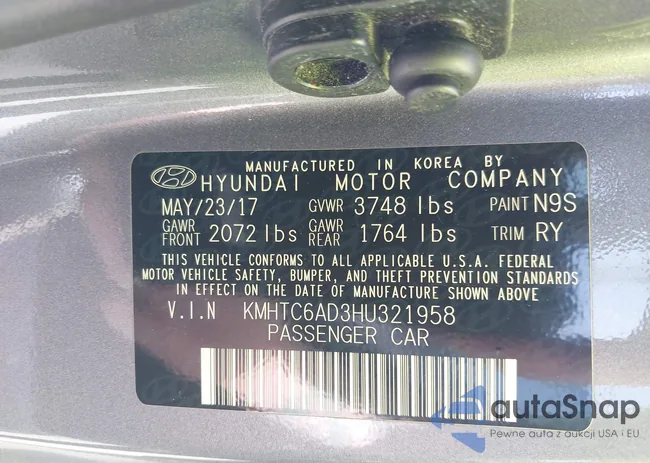 MANUFACTURED IN KOREA BY
HYUNDAI MOTOR COMPANY
MAY/23/17 GVWR 3748 lbs PAINT N9S
GAWR FRONT 2072 lbs GAWR REAR 1764 lbs TRIM RY
THIS VEHICLE CONFORMS TO ALL APPLICABLE U.S.A. FEDERAL
MOTOR VEHICLE SAFETY, BUMPER, AND THEFT PREVENTION STANDARDS
IN EFFECT ON THE DATE OF MANUFACTURE SHOWN ABOVE
V.I.N KMHTC6AD3HU321958
PASSENGER CAR
autaSnap
Pewne auta z aukcji USA i EU